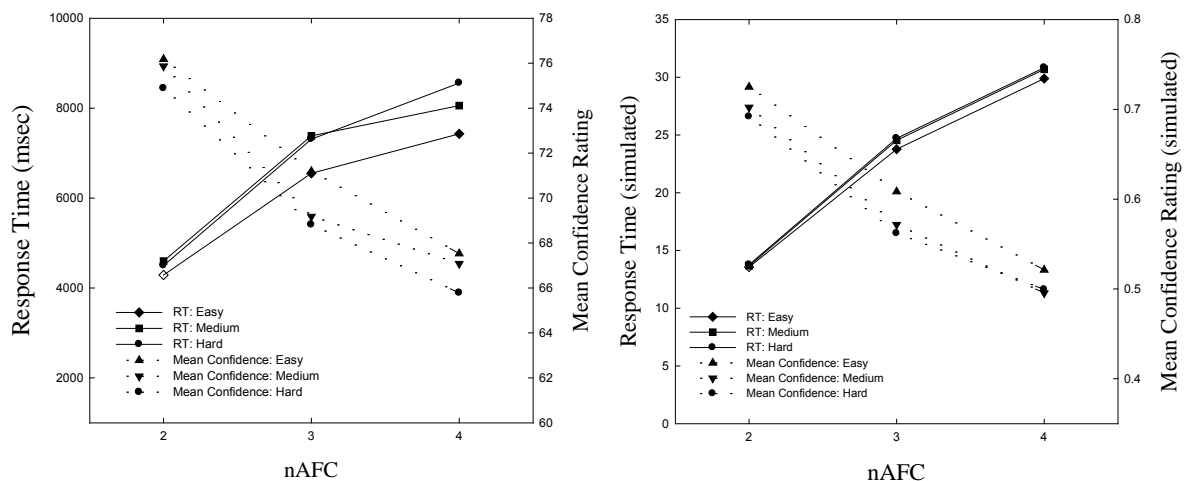 Response Time (msec)
10000
8000
6000
4000
2000
RT: Easy
RT: Medium
RT: Hard
Mean Confidence: Easy
Mean Confidence: Medium
Mean Confidence: Hard
2
3
4
nAFC
78
76
74
72
70
68
66
64
62
60
Mean Confidence Rating
Response Time (simulated)
35
30
25
20
15
10
5
0
RT: Easy
RT: Medium
RT: Hard
Mean Confidence: Easy
Mean Confidence: Medium
Mean Confidence: Hard
2
3
4
nAFC
0.8
0.7
0.6
0.5
0.4
Mean Confidence Rating (simulated)